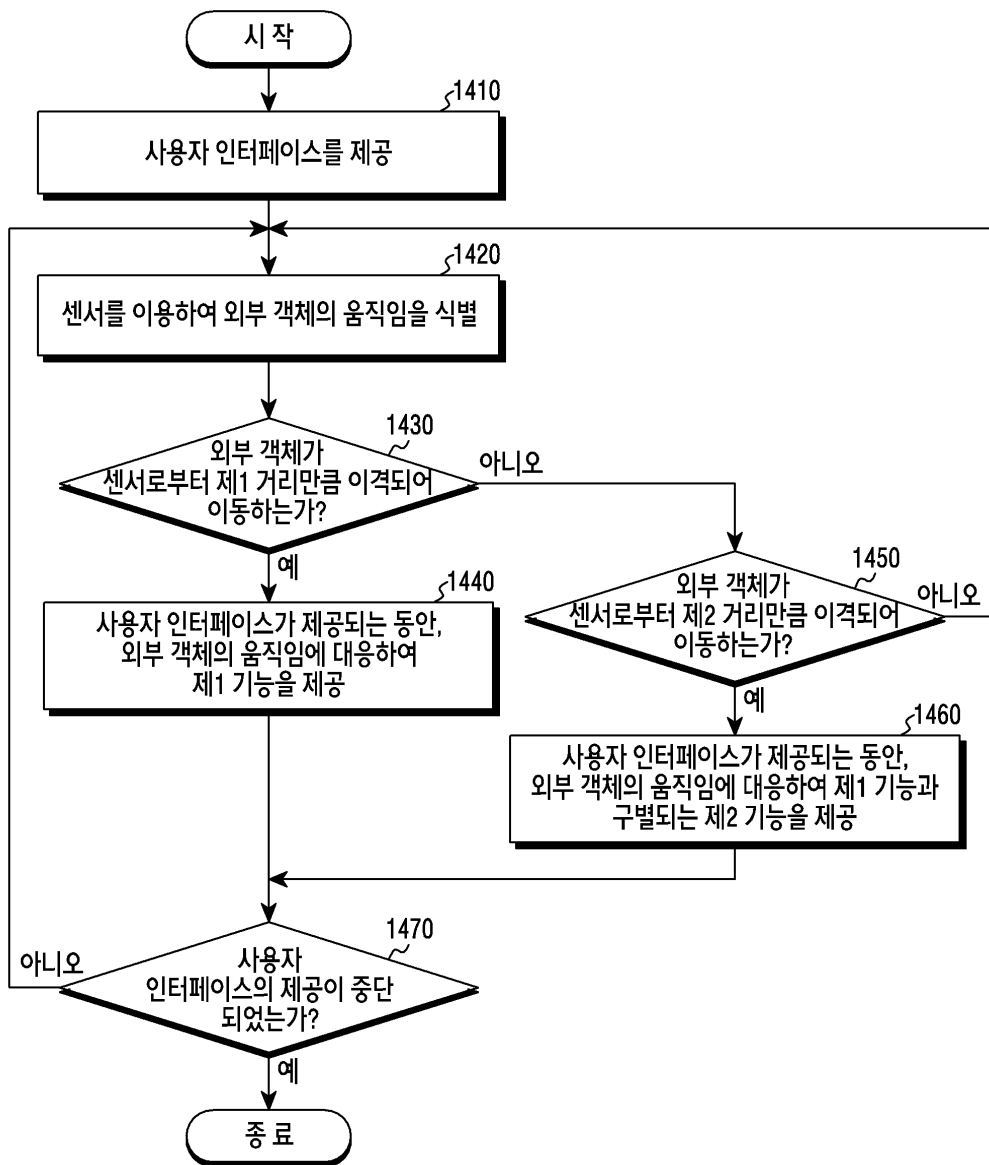 시 작
1410
사용자 인터페이스를 제공
1420
센서를 이용하여 외부 객체의 움직임을 식별
1430
외부 객체가
센서로부터 제1 거리만큼 이격되어
이동하는가?
아니오
예
1440
사용자 인터페이스가 제공되는 동안,
외부 객체의 움직임에 대응하여
제1 기능을 제공
1450
외부 객체가
센서로부터 제2 거리만큼 이격되어
이동하는가?
아니오
예
1460
사용자 인터페이스가 제공되는 동안,
외부 객체의 움직임에 대응하여 제1 기능과
구별되는 제2 기능을 제공
1470
사용자
인터페이스의 제공이 중단
되었는가?
아니오
예
종 료